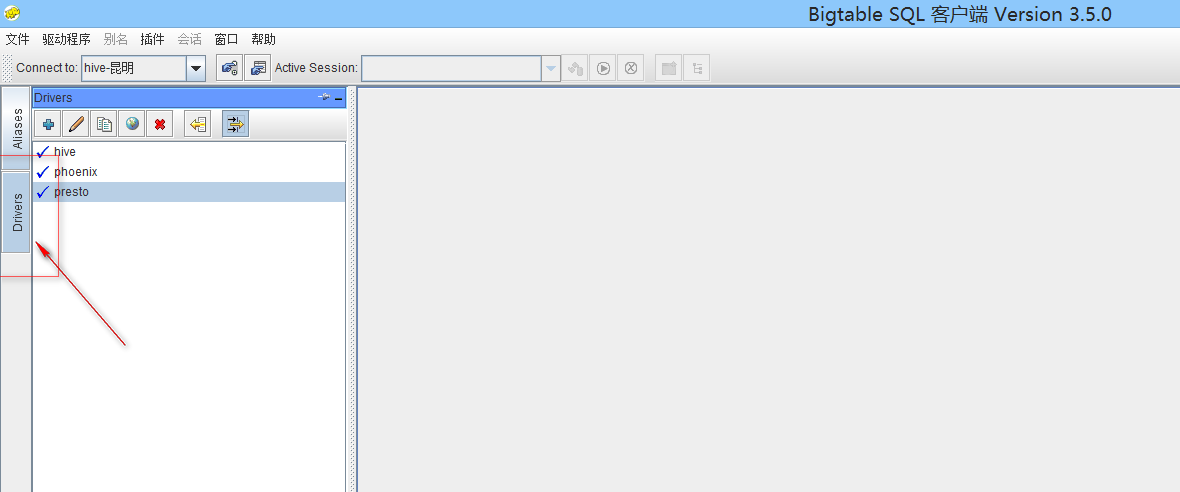 Bigtable SQL 客户端 Version 3.5.0
文件 驱动程序 别名 插件 会话 窗口 帮助
Connect to: hive-昆明 Active Session:
Aliases
Drivers
Drivers
hive
phoenix
presto